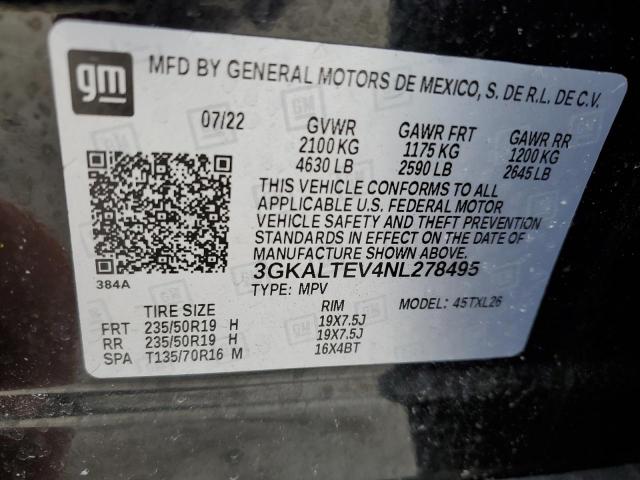 gm
MFD BY GENERAL MOTORS DE MEXICO, S. DE R.L. DE C.V.
07/22 GVWR GAWR FRT GAWR RR
2100 KG 1175 KG 1200 KG
4630 LB 2590 LB 2645 LB
THIS VEHICLE CONFORMS TO ALL
APPLICABLE U.S. FEDERAL MOTOR
VEHICLE SAFETY AND THEFT PREVENTION
STANDARDS IN EFFECT ON THE DATE OF
MANUFACTURE SHOWN ABOVE.
3GKALTEV4NL278495
384A
TYPE: MPV MODEL: 45TXL26
TIRE SIZE RIM
FRT 235/50R19 H 19X7.5J
RR 235/50R19 H 19X7.5J
SPA T135/70R16 M 16X4BT